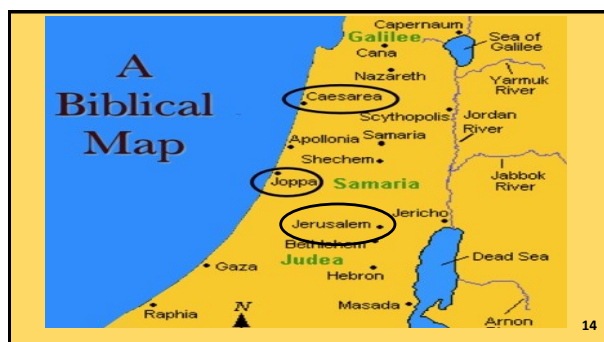 A
Biblical
Map
Capernaum
Galilee
Cana
Sea of
Galilee
Nazareth
Yarmuk
River
Caesarea
Scythopolis
Jordan
River
Apollonia
Samaria
Shechem
Joppa
Samaria
Jabbok
River
Jerusalem
Jericho
Bethlehem
Judea
Dead Sea
Gaza
Hebron
Masada
Raphia
N
Arnon
14